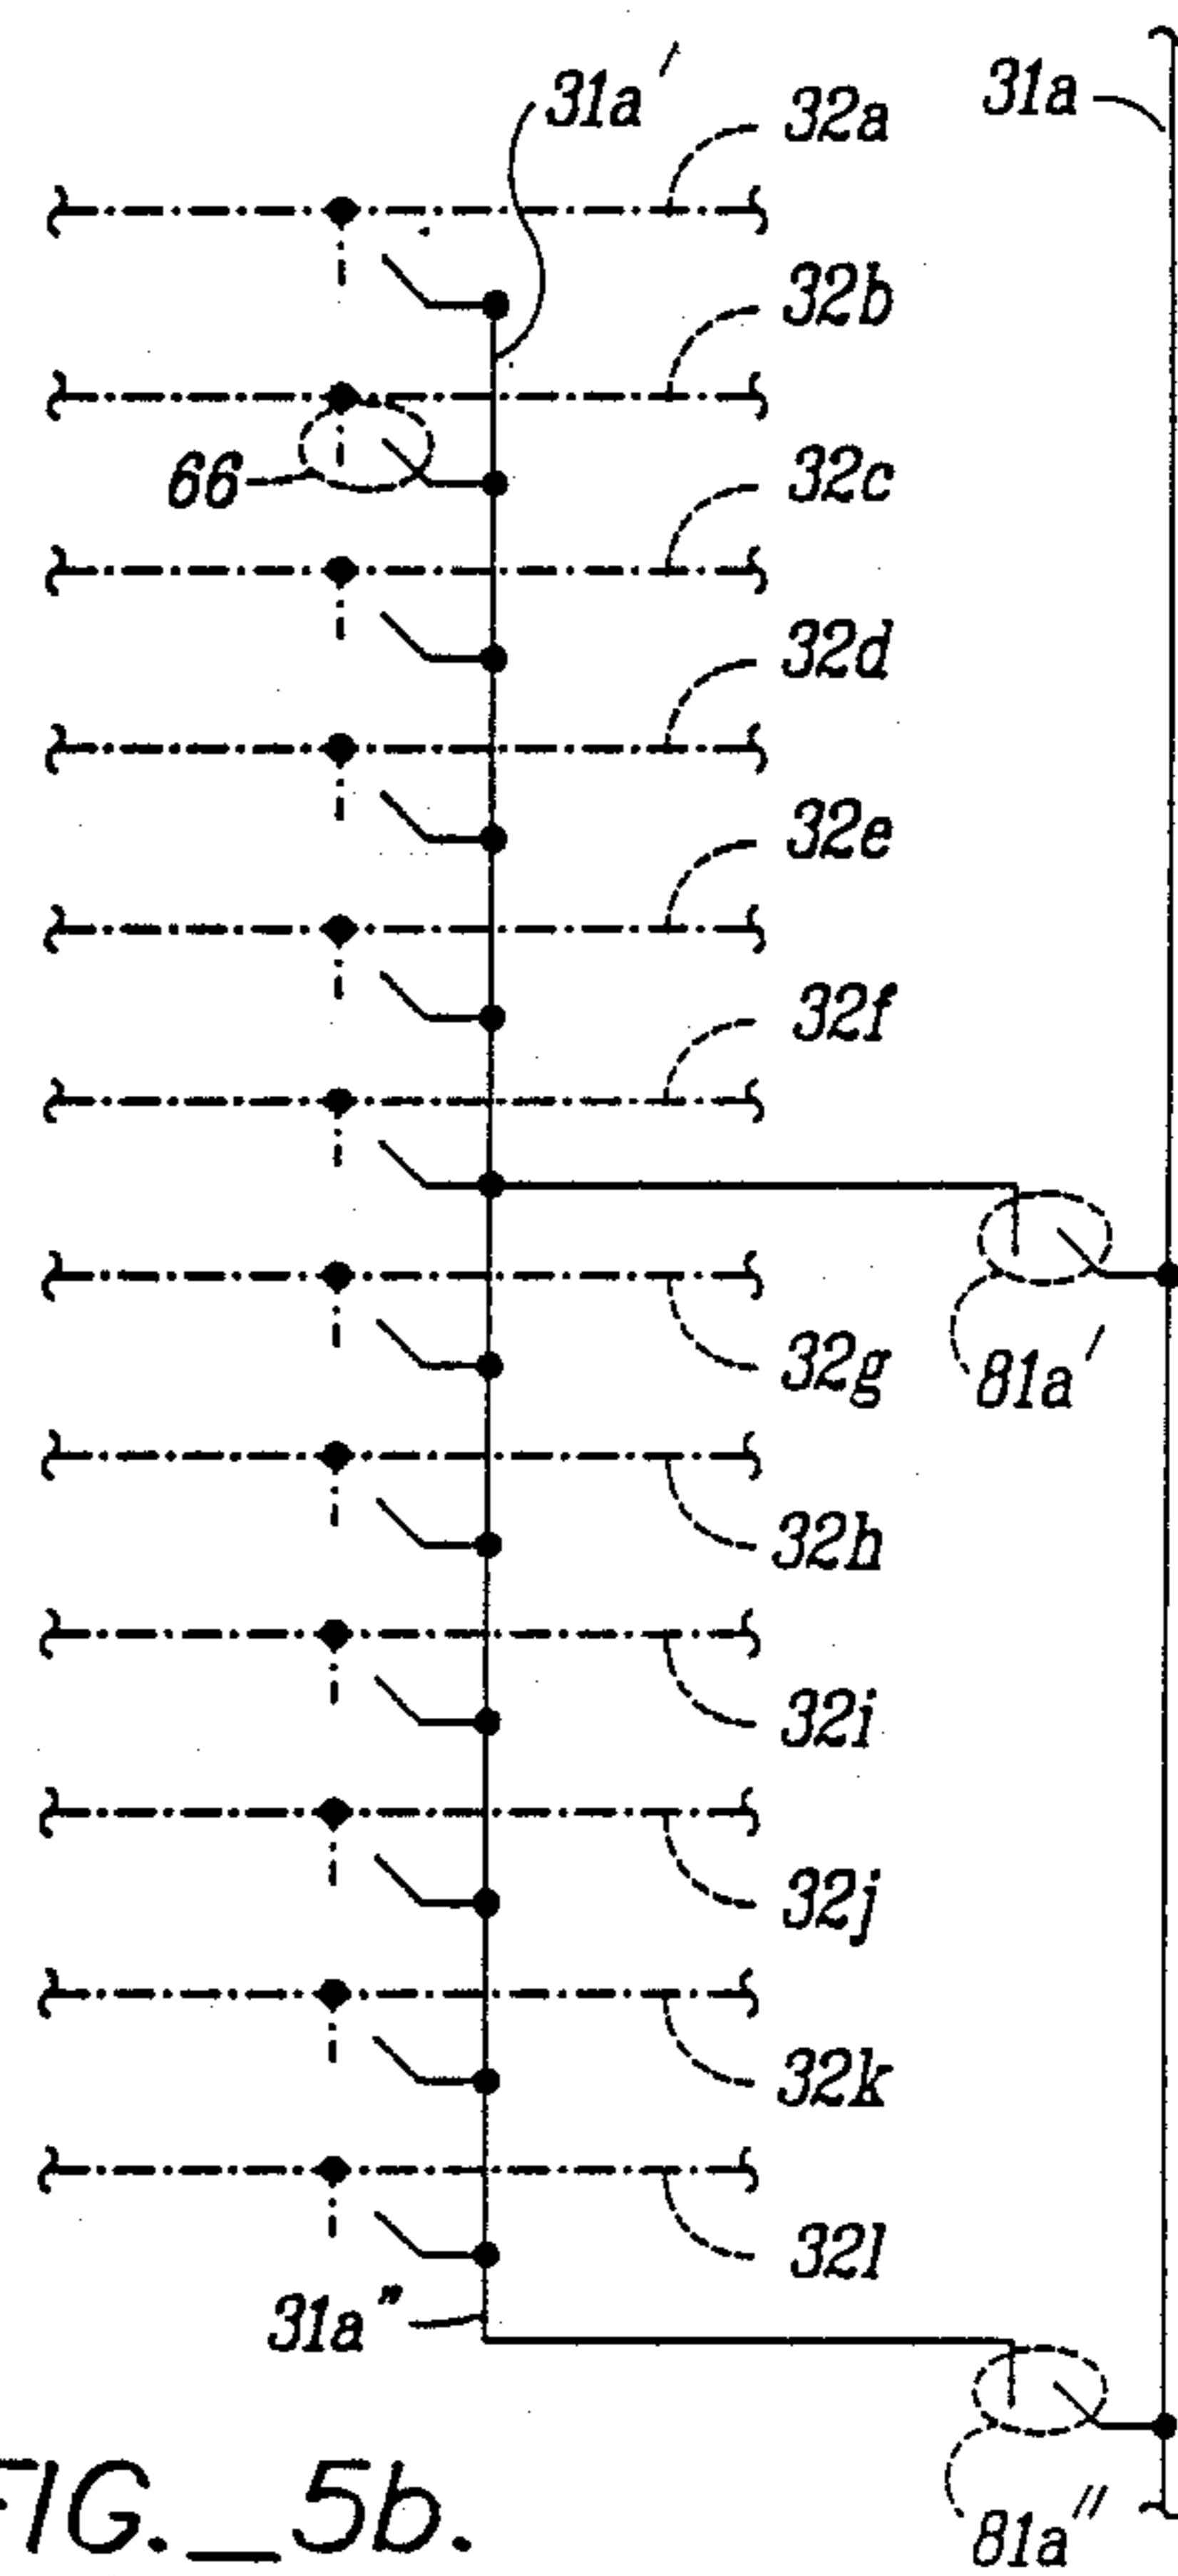 31a'
31a
32a
32b
66
32c
32d
32e
32f
32g
81a'
32h
32i
32j
32k
32l
31a"
81a"
FIG._5b.